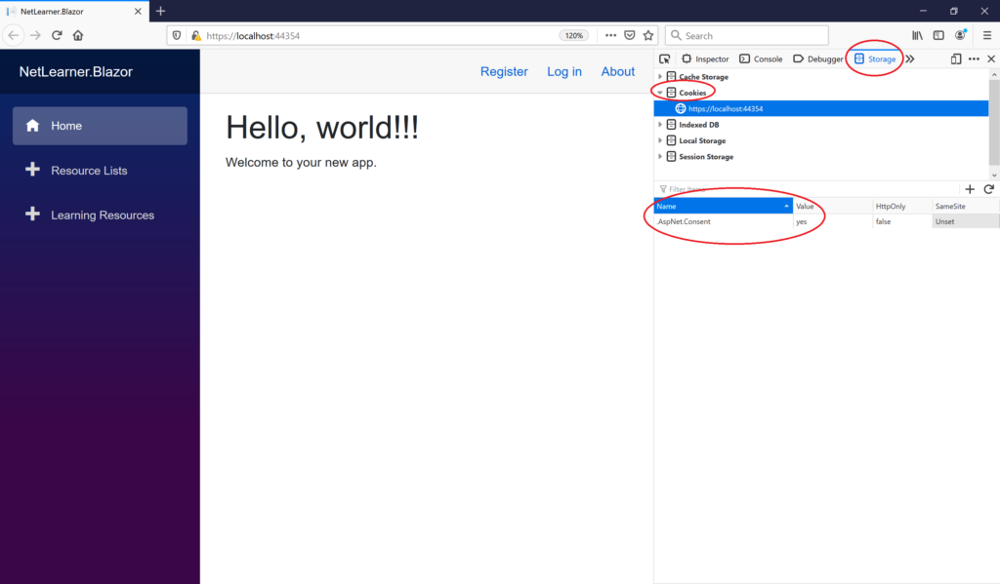 NetLearner.Blazor
https://localhost:44354
120%
Search
NetLearner.Blazor
Home
Resource Lists
Learning Resources
Register Log in About
Hello, world!!!
Welcome to your new app.
Inspector Console Debugger Storage
Cache Storage
Cookies
https://localhost:44354
Indexed DB
Local Storage
Session Storage
Filter Items
Name Value HttpOnly SameSite
.AspNet.Consent yes false Unset